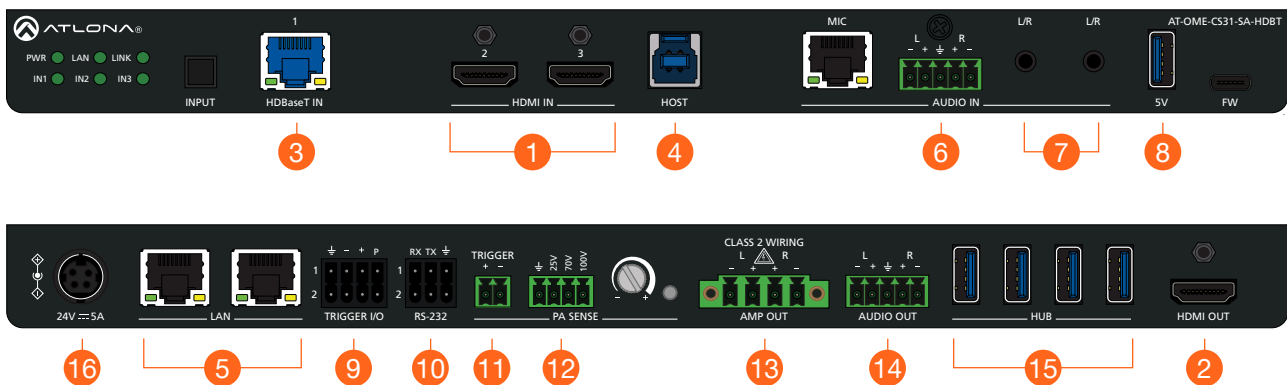 ATLONA®
PWR LAN LINK
IN1 IN2 IN3
INPUT
1
HDBaseT IN
2 3
HDMI IN
HOST
MIC
L R
- + ⏚ + -
AUDIO IN
L/R L/R
AT-OME-CS31-SA-HDBT
5V
FW
3
1
4
6
7
8
24V ⎓ 5A
LAN
⏚ - + P
1
2
TRIGGER I/O
RX TX ⏚
1
2
RS-232
TRIGGER
+ -
⏚ 25V 70V 100V
- +
PA SENSE
CLASS 2 WIRING
L R
- + + -
AMP OUT
L R
- + ⏚ + -
AUDIO OUT
HUB
HDMI OUT
16
5
9
10
11
12
13
14
15
2